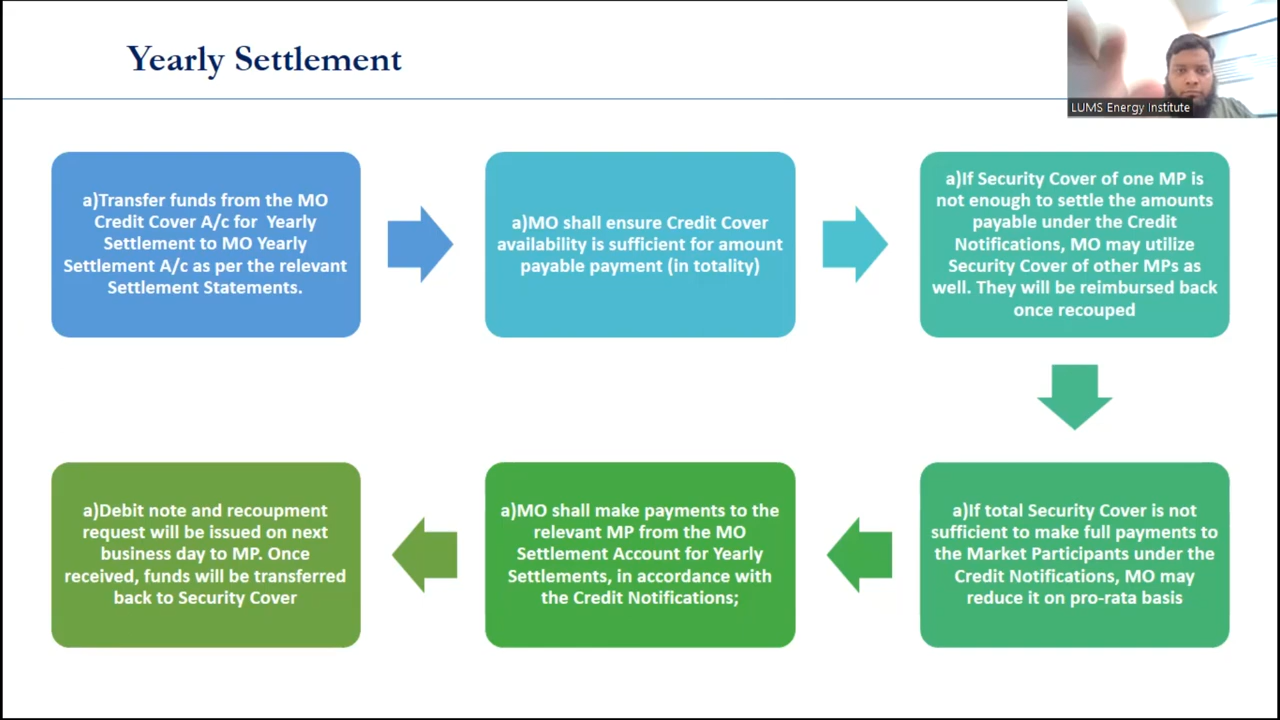 Yearly Settlement
LUMS Energy Institute
a)Transfer funds from the MO
Credit Cover A/c for Yearly
Settlement to MO Yearly
Settlement A/c as per the relevant
Settlement Statements.
a)MO shall ensure Credit Cover
availability is sufficient for amount
payable payment (in totality)
a)If Security Cover of one MP is
not enough to settle the amounts
payable under the Credit
Notifications, MO may utilize
Security Cover of other MPs as
well. They will be reimbursed back
once recouped
a)If total Security Cover is not
sufficient to make full payments to
the Market Participants under the
Credit Notifications, MO may
reduce it on pro-rata basis
a)MO shall make payments to the
relevant MP from the MO
Settlement Account for Yearly
Settlements, in accordance with
the Credit Notifications;
a)Debit note and recoupment
request will be issued on next
business day to MP. Once
received, funds will be transferred
back to Security Cover